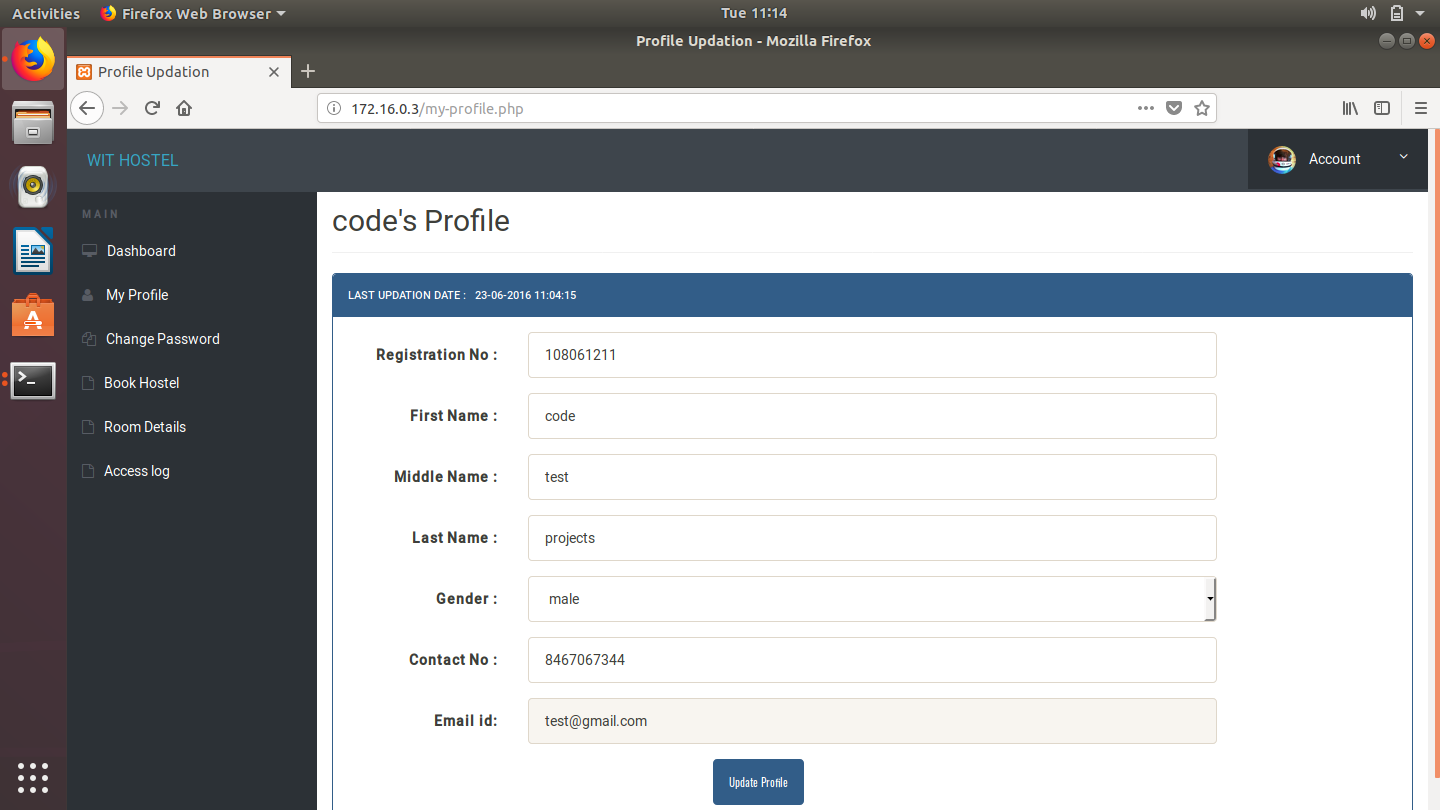 Activities Firefox Web Browser Tue 11:14
Profile Updation - Mozilla Firefox
Profile Updation
172.16.0.3/my-profile.php
WIT HOSTEL Account
MAIN
Dashboard
My Profile
Change Password
Book Hostel
Room Details
Access log
code's Profile
LAST UPDATION DATE : 23-06-2016 11:04:15
Registration No : 108061211
First Name : code
Middle Name : test
Last Name : projects
Gender : male
Contact No : 8467067344
Email id: test@gmail.com
Update Profile